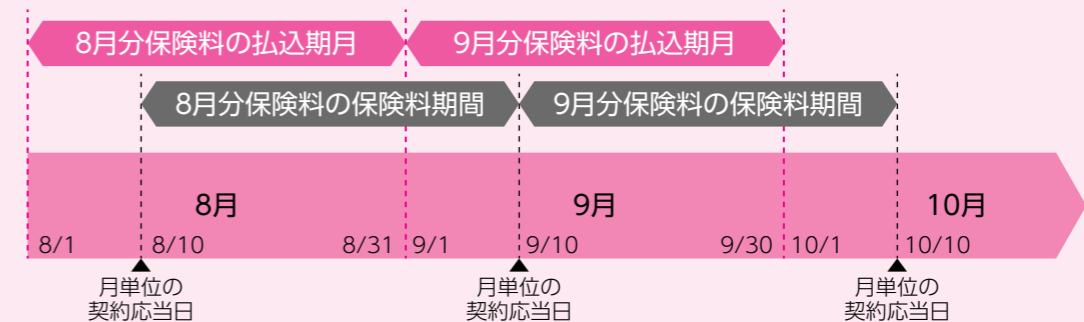 8月分保険料の払込期月
9月分保険料の払込期月
8月分保険料の保険料期間
9月分保険料の保険料期間
8月
9月
10月
8/1
8/10
8/31
9/1
9/10
9/30
10/1
10/10
月単位の
契約応当日
月単位の
契約応当日
月単位の
契約応当日